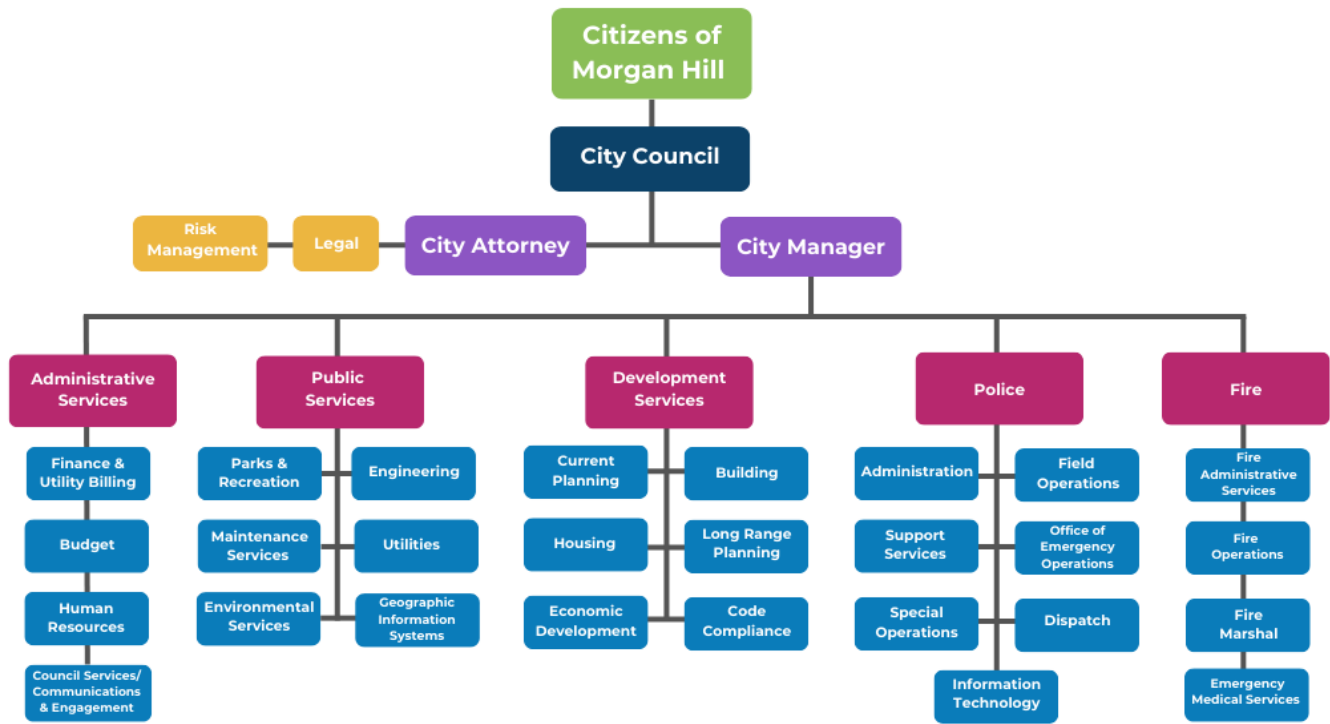 Citizens of
Morgan Hill
City Council
Risk
Management
Legal
City Attorney
City Manager
Administrative
Services
Public
Services
Development
Services
Police
Fire
Finance &
Utility Billing
Budget
Human
Resources
Council Services/
Communications
& Engagement
Parks &
Recreation
Engineering
Maintenance
Services
Utilities
Environmental
Services
Geographic
Information
Systems
Current
Planning
Building
Housing
Long Range
Planning
Economic
Development
Code
Compliance
Administration
Field
Operations
Support
Services
Office of
Emergency
Operations
Special
Operations
Dispatch
Information
Technology
Fire
Administrative
Services
Fire
Operations
Fire
Marshal
Emergency
Medical Services